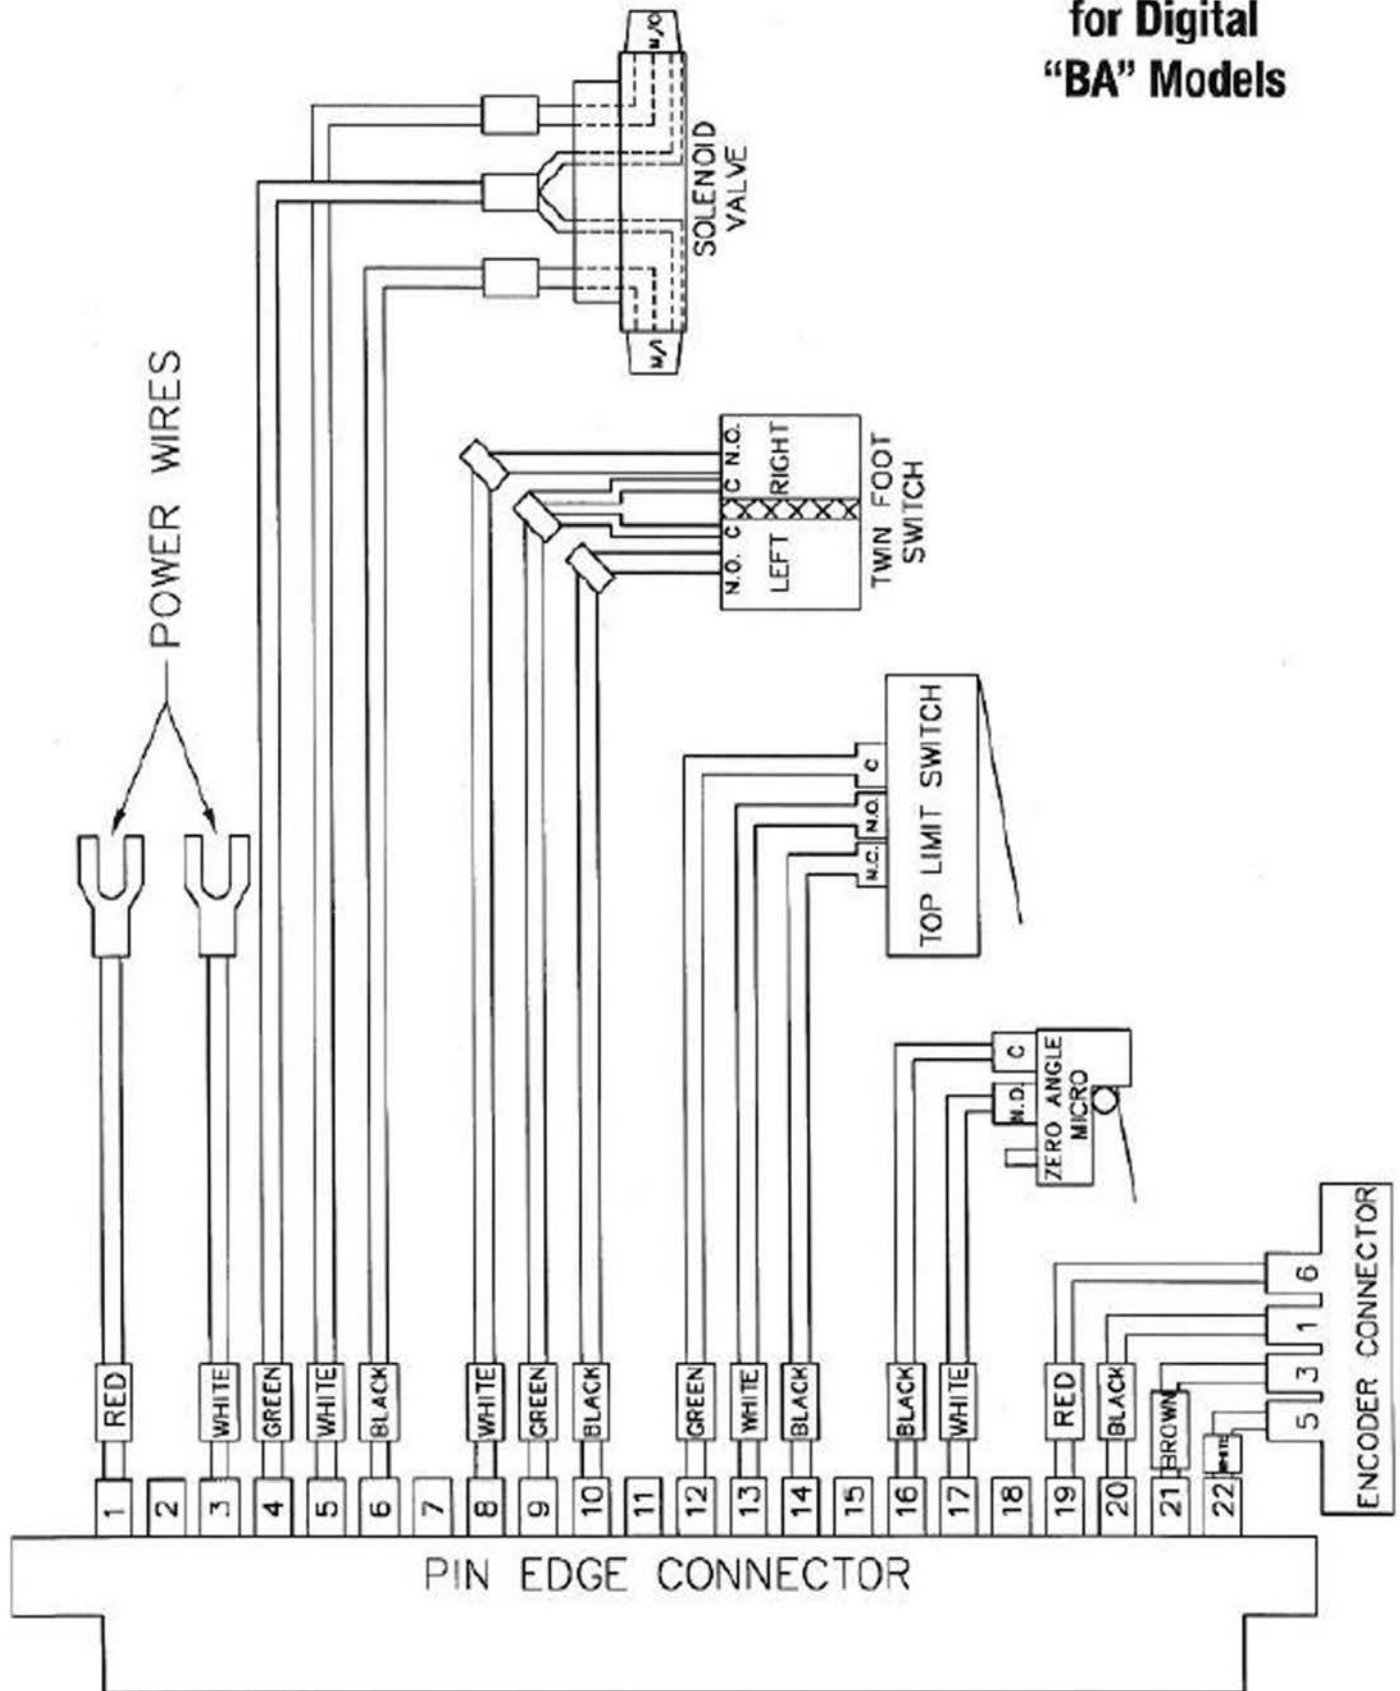 for Digital
“BA” Models
M/O
SOLENOID
VALVE
M/I
POWER WIRES
N.O.
C
RIGHT
C
N.O.
LEFT
TWIN FOOT
SWITCH
C
N.O.
N.C.
TOP LIMIT SWITCH
C
N.O.
ZERO ANGLE
MICRO
6
1
3
5
ENCODER CONNECTOR
RED
WHITE
GREEN
WHITE
BLACK
WHITE
GREEN
BLACK
GREEN
WHITE
BLACK
BLACK
WHITE
RED
BLACK
BROWN
WHITE
1
2
3
4
5
6
7
8
9
10
11
12
13
14
15
16
17
18
19
20
21
22
PIN EDGE CONNECTOR